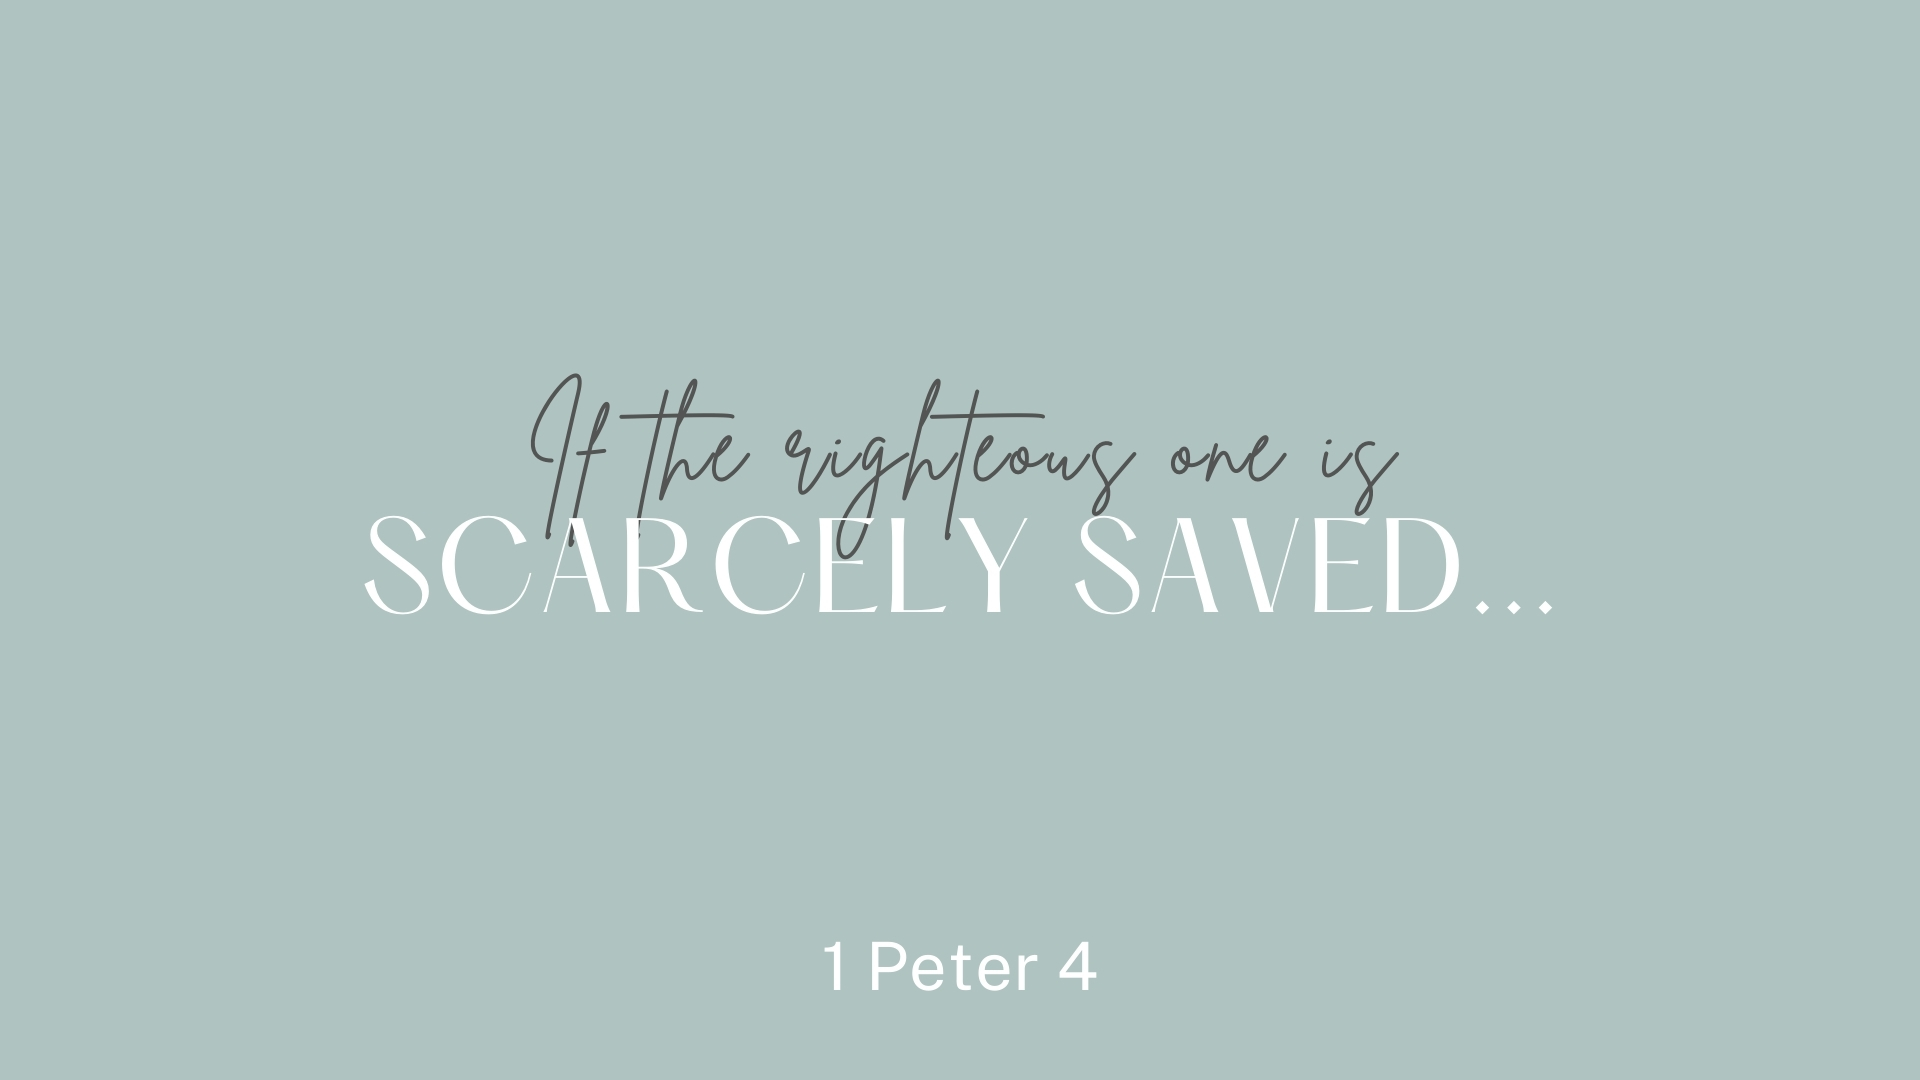 If the righteous one is
SCARCELY SAVED...
1 Peter 4